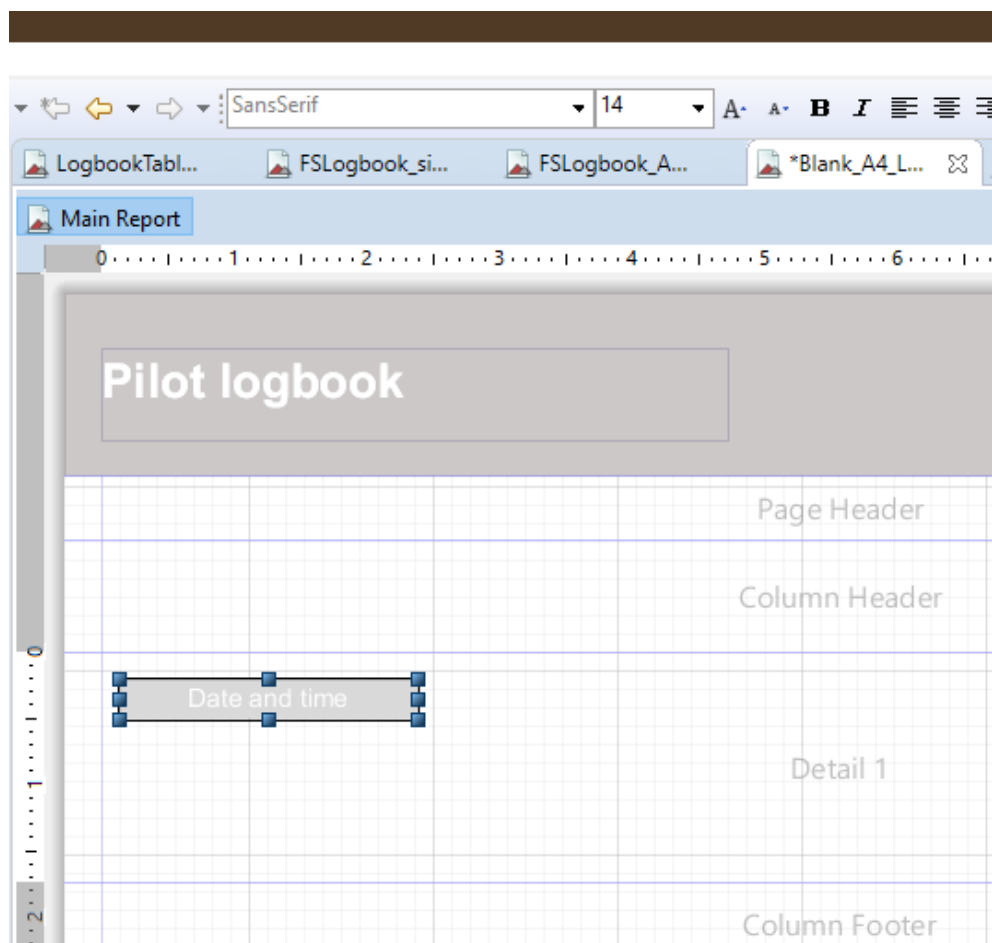 SansSerif 14 A A B I
LogbookTabl... FSLogbook_si... FSLogbook_A... *Blank_A4_L...
Main Report
0 1 2 3 4 5 6
Pilot logbook
Page Header
Column Header
0
Date and time
Detail 1
1
2
Column Footer